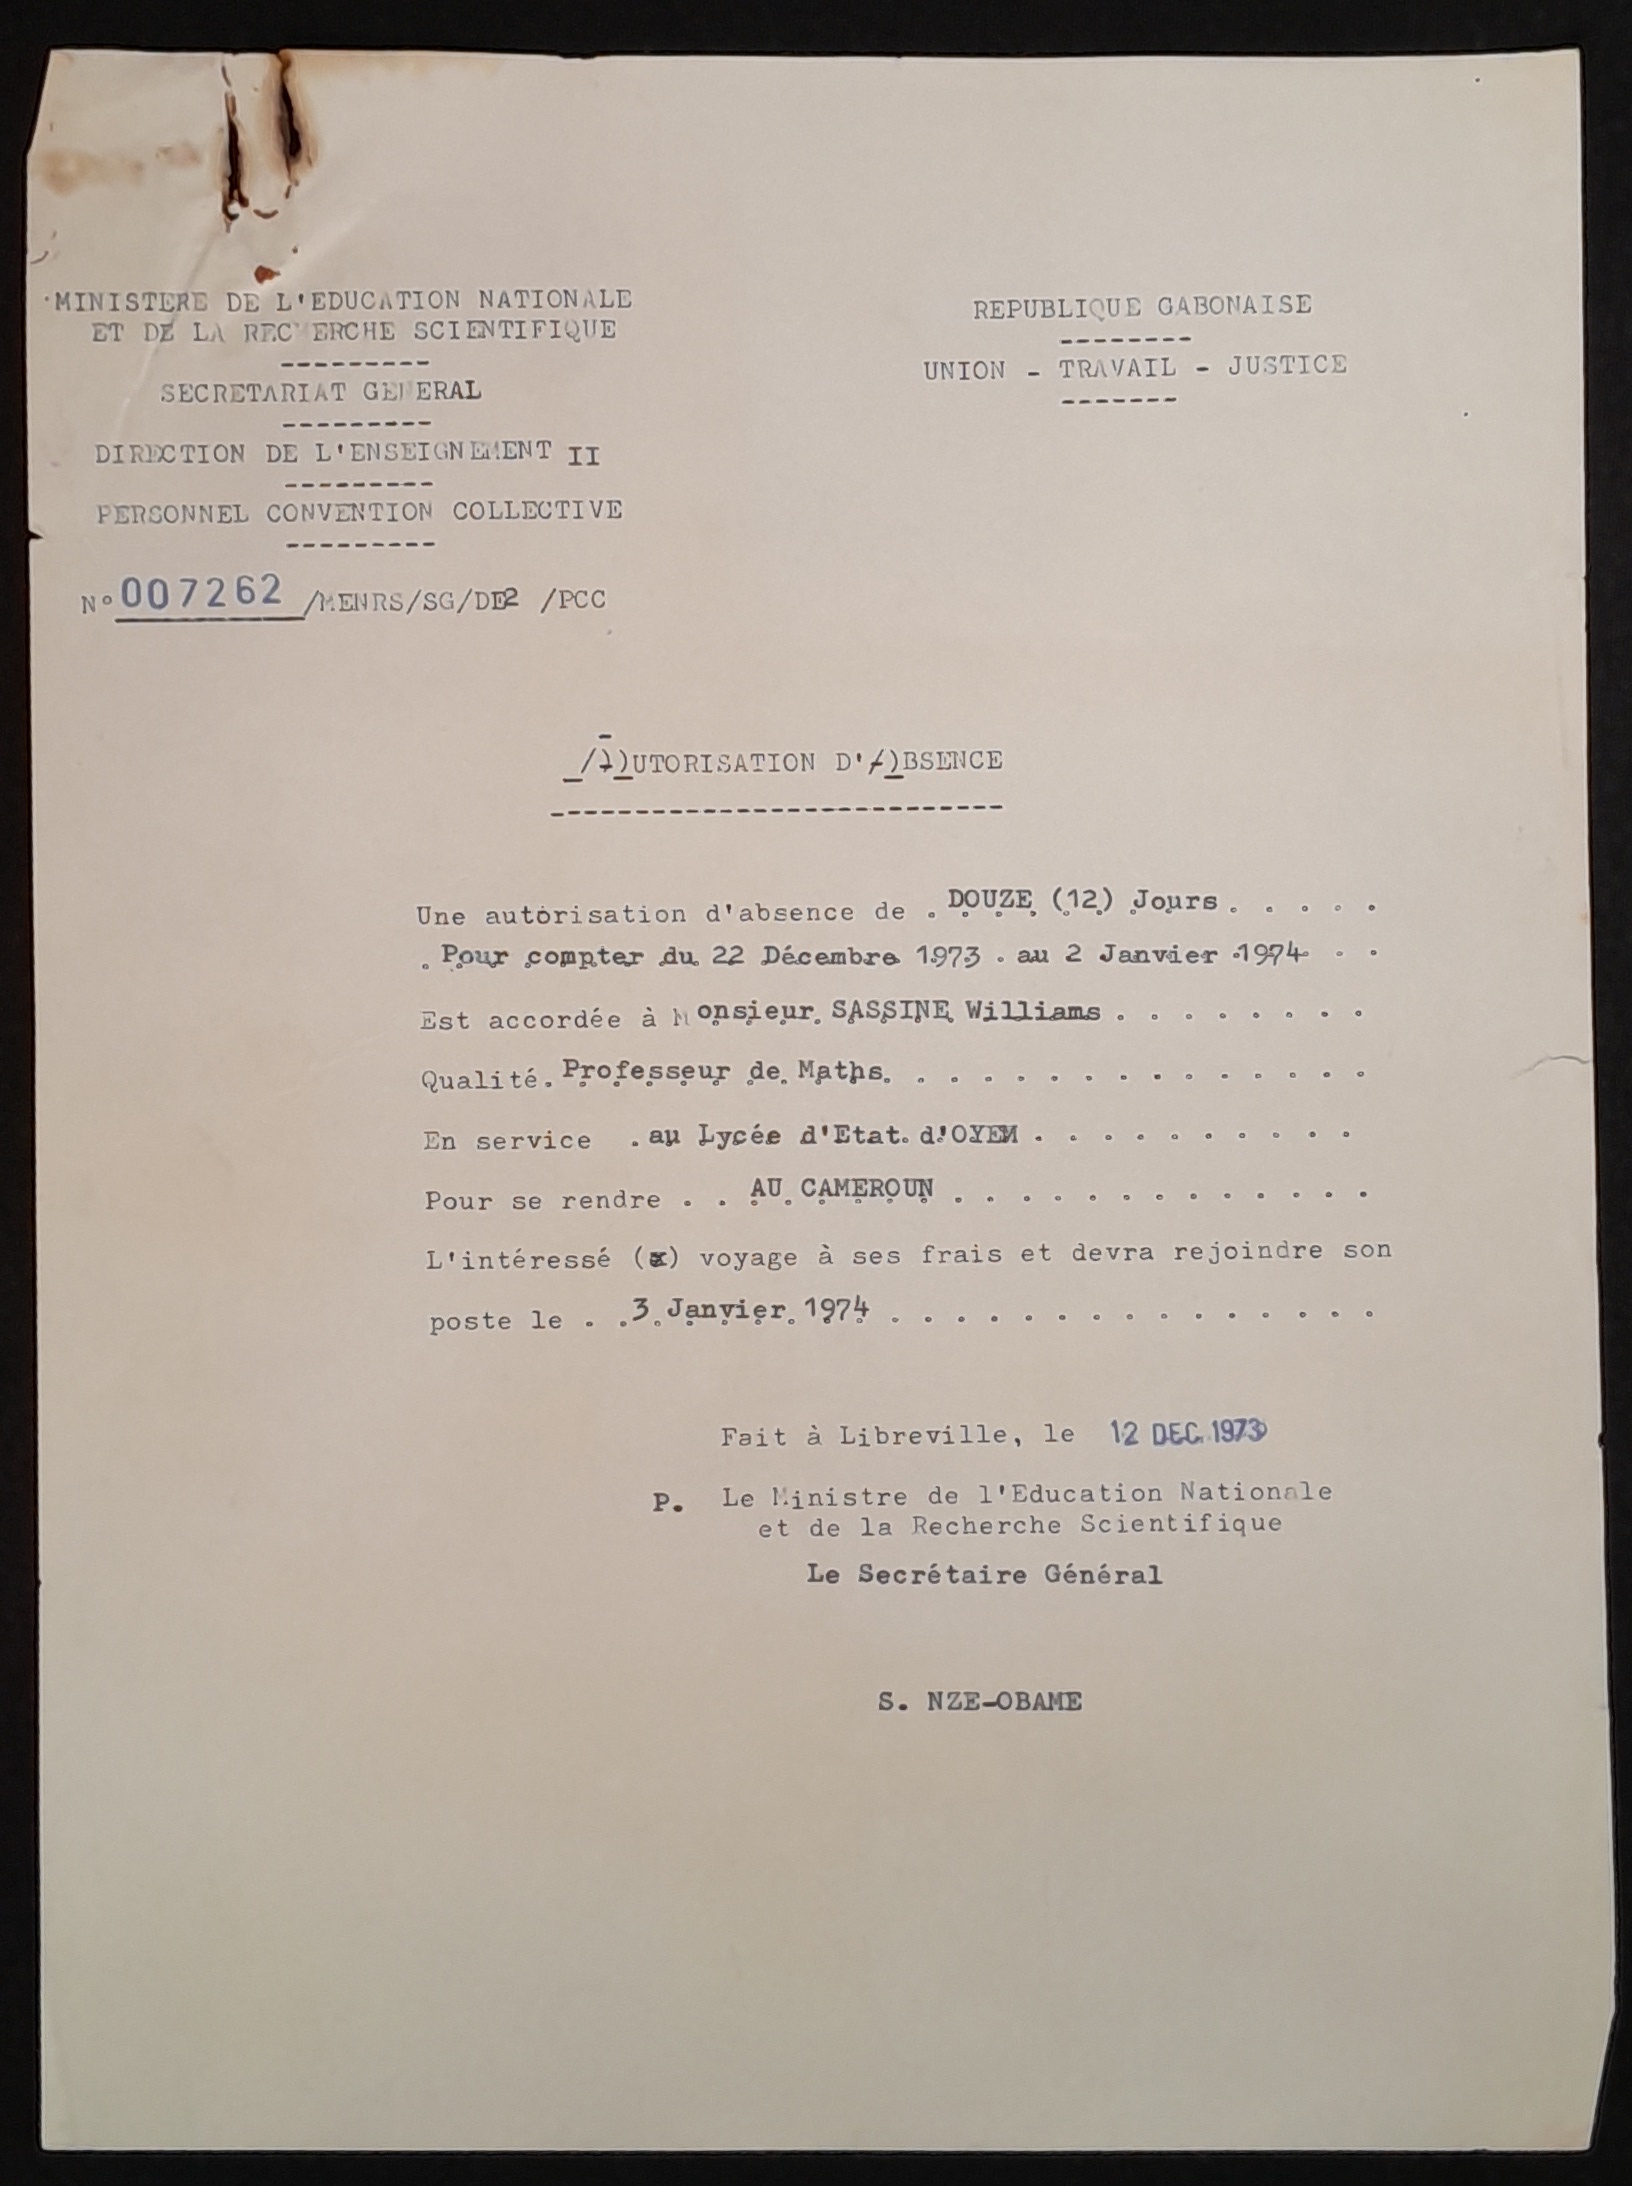 MINISTERE DE L'EDUCATION NATIONALE
ET DE LA RECHERCHE SCIENTIFIQUE
---------
SECRETARIAT GENERAL
---------
DIRECTION DE L'ENSEIGNEMENT II
---------
PERSONNEL CONVENTION COLLECTIVE
---------
N° 007262 /MENRS/SG/DE2 /PCC
REPUBLIQUE GABONAISE
--------
UNION - TRAVAIL - JUSTICE
-------
AUTORISATION D'ABSENCE
---------------------------
Une autorisation d'absence de . DOUZE (12) Jours . . . . .
. Pour compter du 22 Décembre 1973 . au 2 Janvier 1974 . .
Est accordée à Monsieur SASSINE Williams . . . . . . . .
Qualité. Professeur de Maths. . . . . . . . . . . . . . .
En service . au Lycée d'Etat d'OYEM . . . . . . . . . .
Pour se rendre . . AU CAMEROUN . . . . . . . . . . . . .
L'intéressé (x) voyage à ses frais et devra rejoindre son
poste le . . 3 Janvier 1974 . . . . . . . . . . . . . . .
Fait à Libreville, le 12 DEC. 1973
P. Le Ministre de l'Education Nationale
et de la Recherche Scientifique
Le Secrétaire Général
S. NZE-OBAME